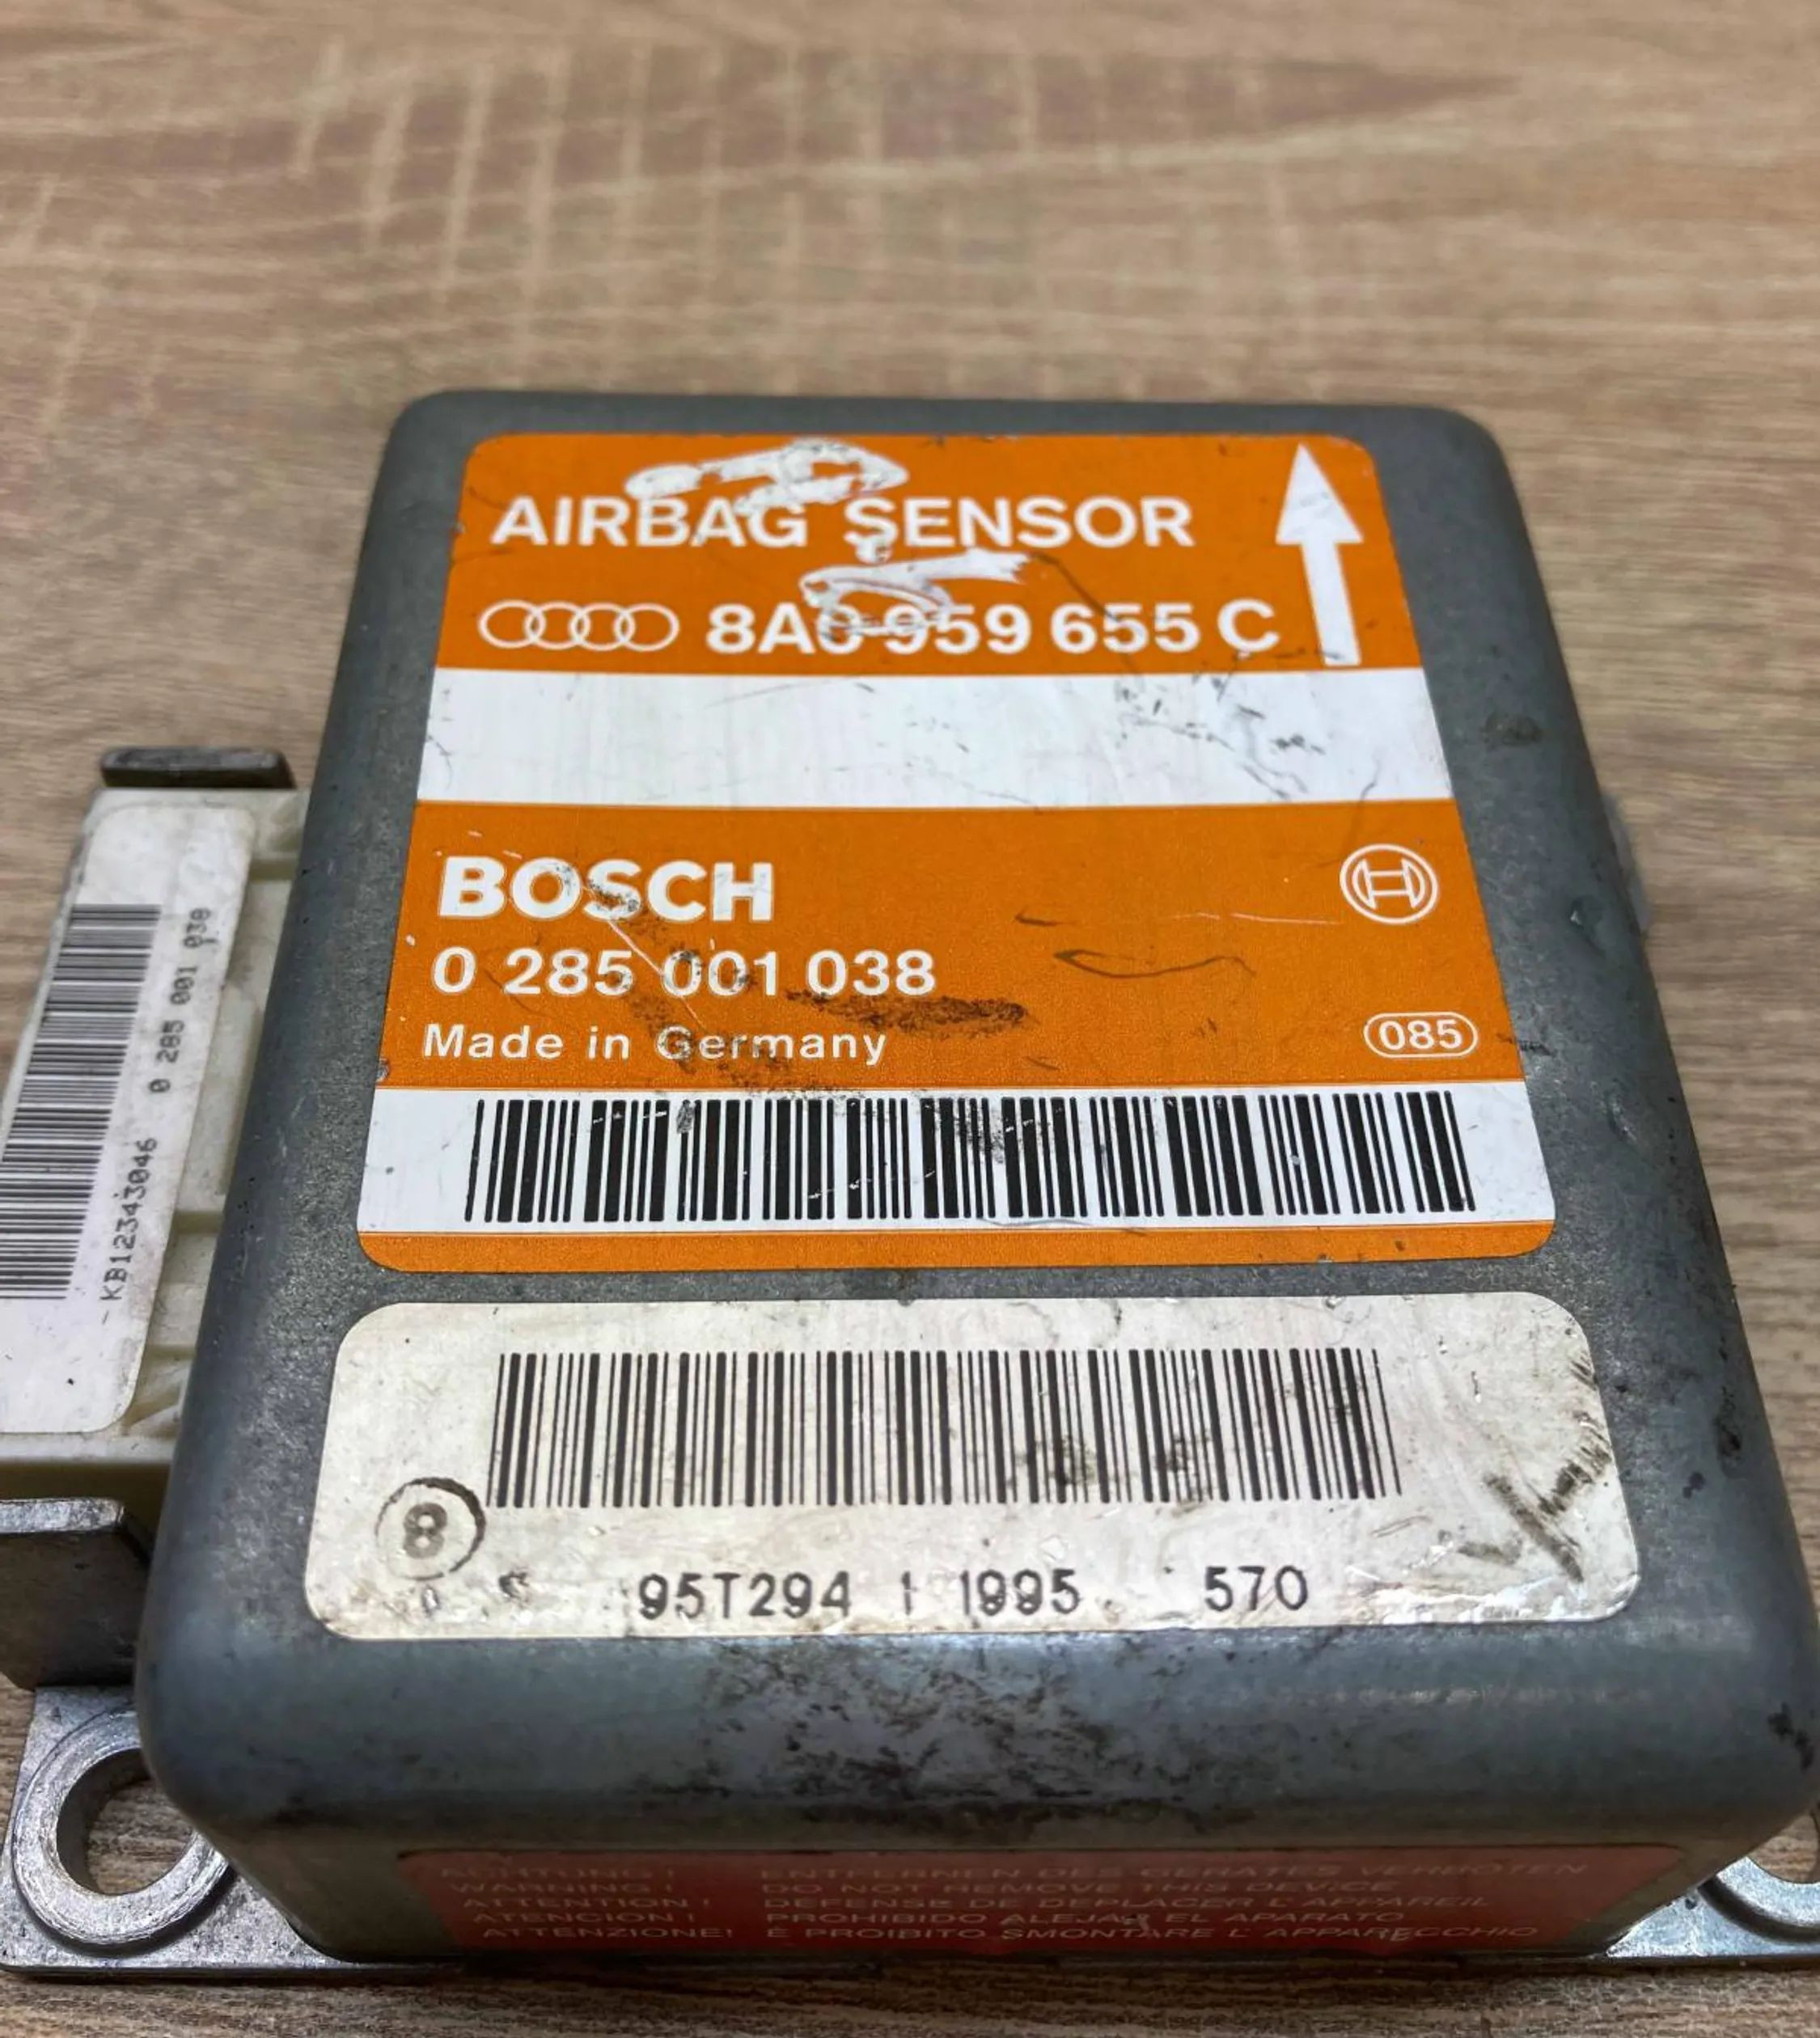 AIRBAG SENSOR
8A0 959 655 C
BOSCH
0 285 001 038
Made in Germany
085
KB12343046 0 285 001 038
8
95T294 1 1995 570
ACHTUNG! ENTFERNEN DES GERÄTES VERBOTEN
WARNING! DO NOT REMOVE THIS DEVICE
ATTENTION! DEFENSE DE DEPLACER L'APPAREIL
ATENCION! PROHIBIDO ALEJAR EL APARATO
ATTENZIONE! E PROIBITO SMONTARE L'APPARECCHIO